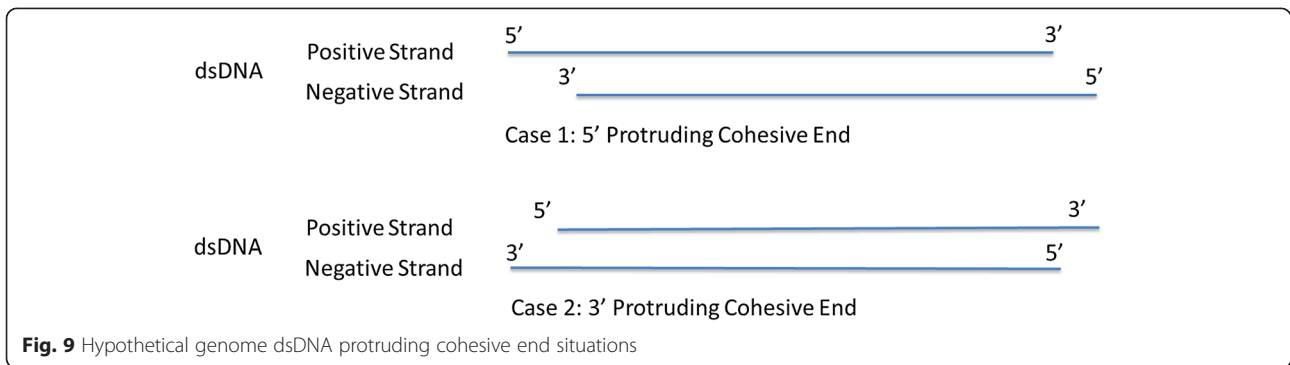 5’ 3’
Positive Strand
dsDNA
3’ 5’
Negative Strand
Case 1: 5’ Protruding Cohesive End
5’ 3’
Positive Strand
dsDNA
3’ 5’
Negative Strand
Case 2: 3’ Protruding Cohesive End
Fig. 9 Hypothetical genome dsDNA protruding cohesive end situations